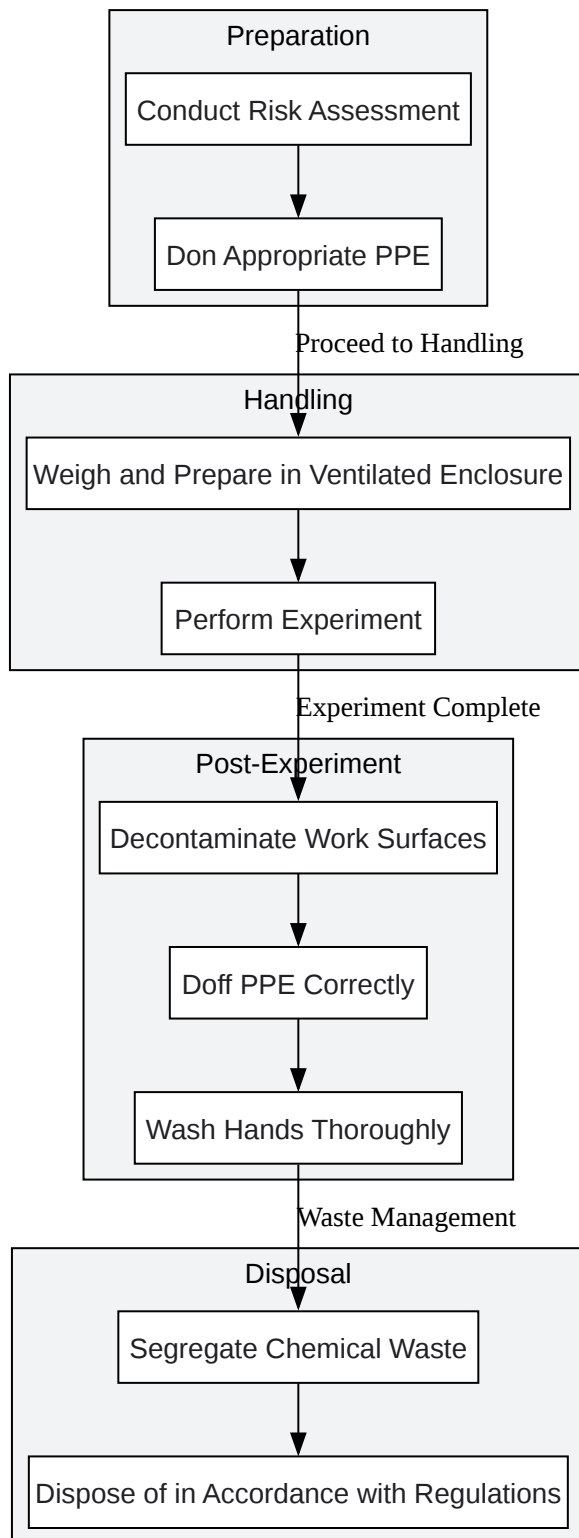 Preparation
Conduct Risk Assessment
Don Appropriate PPE
Proceed to Handling
Handling
Weigh and Prepare in Ventilated Enclosure
Perform Experiment
Experiment Complete
Post-Experiment
Decontaminate Work Surfaces
Doff PPE Correctly
Wash Hands Thoroughly
Waste Management
Disposal
Segregate Chemical Waste
Dispose of in Accordance with Regulations